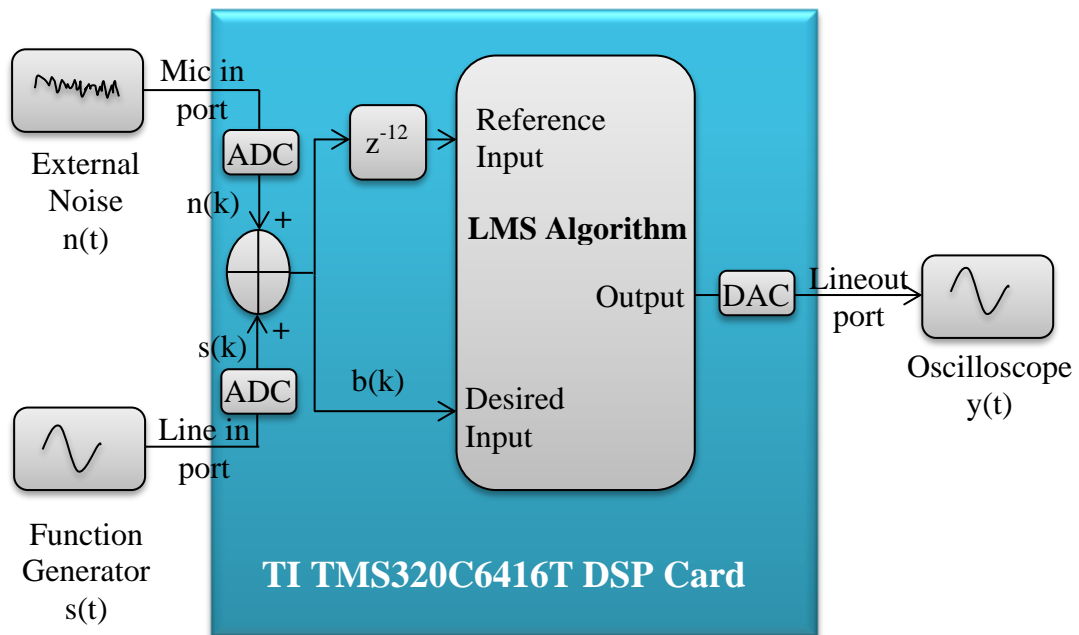 Mic in
port
ADC
External
Noise
n(t)
n(k)
+
z-12
Reference
Input
LMS Algorithm
Output
DAC
Lineout
port
Oscilloscope
y(t)
+
s(k)
ADC
b(k)
Desired
Input
Line in
port
Function
Generator
s(t)
TI TMS320C6416T DSP Card